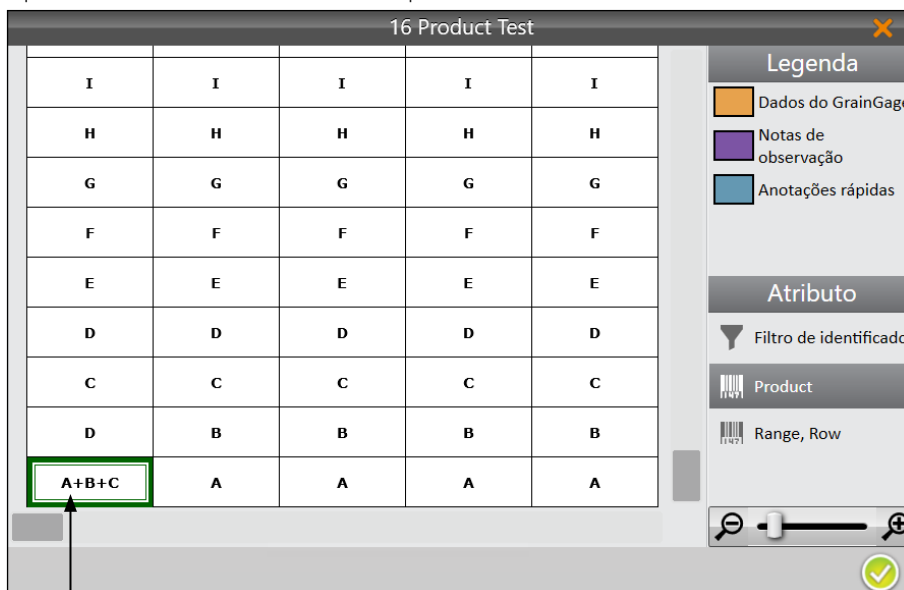 16 Product Test
I I I I I
H H H H H
G G G G G
F F F F F
E E E E E
D D D D D
C C C C C
D B B B B
A+B+C A A A A
Legenda
Dados do GrainGage
Notas de
observação
Anotações rápidas
Atributo
Filtro de identificado
Product
Range, Row